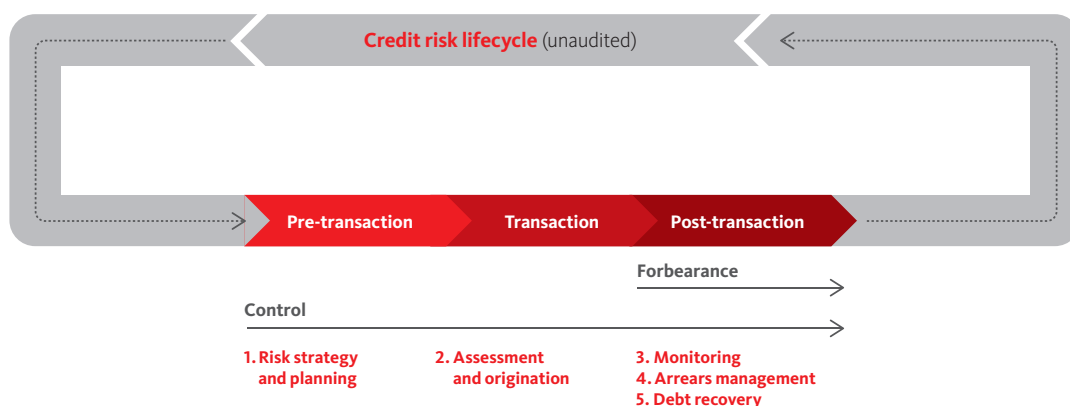 Credit risk lifecycle (unaudited)
Pre-transaction Transaction Post-transaction
Forbearance
Control
1. Risk strategy
and planning
2. Assessment
and origination
3. Monitoring
4. Arrears management
5. Debt recovery